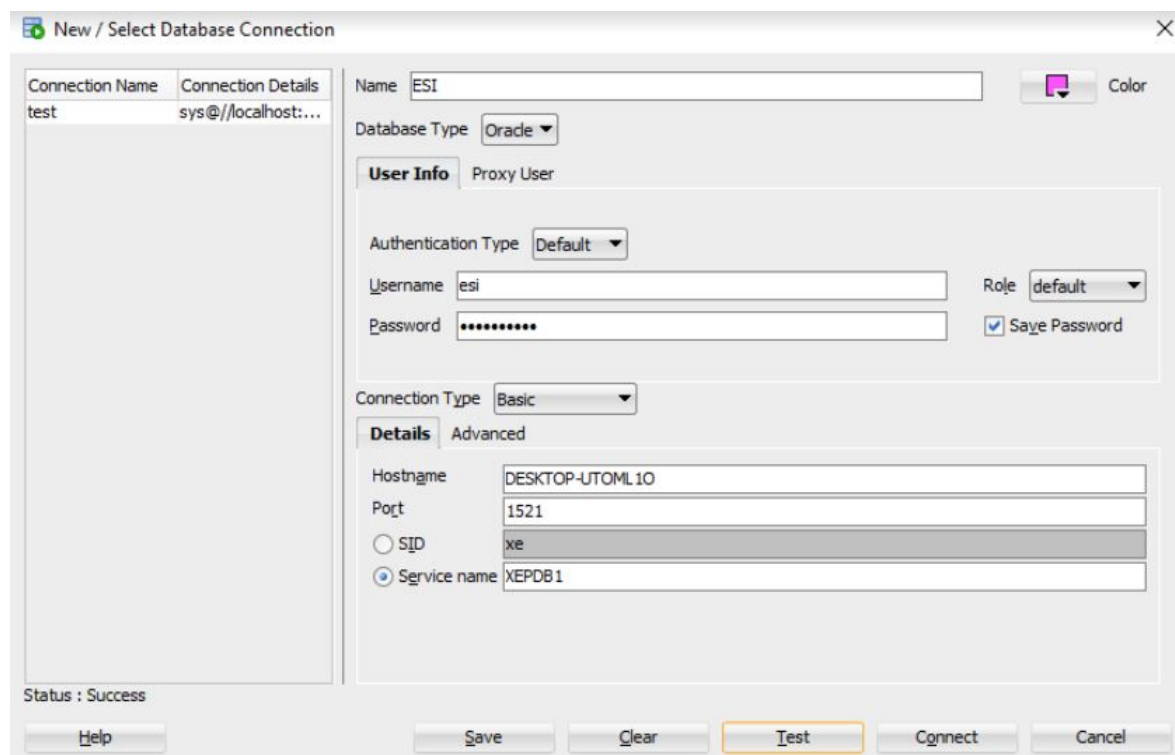 New / Select Database Connection
Connection Name Connection Details
test sys@//localhost:...
Name ESI Color
Database Type Oracle
User Info Proxy User
Authentication Type Default
Username esi Role default
Password •••••••••• Save Password
Connection Type Basic
Details Advanced
Hostname DESKTOP-UTOML1O
Port 1521
SID xe
Service name XEPDB1
Status : Success
Help Save Clear Test Connect Cancel